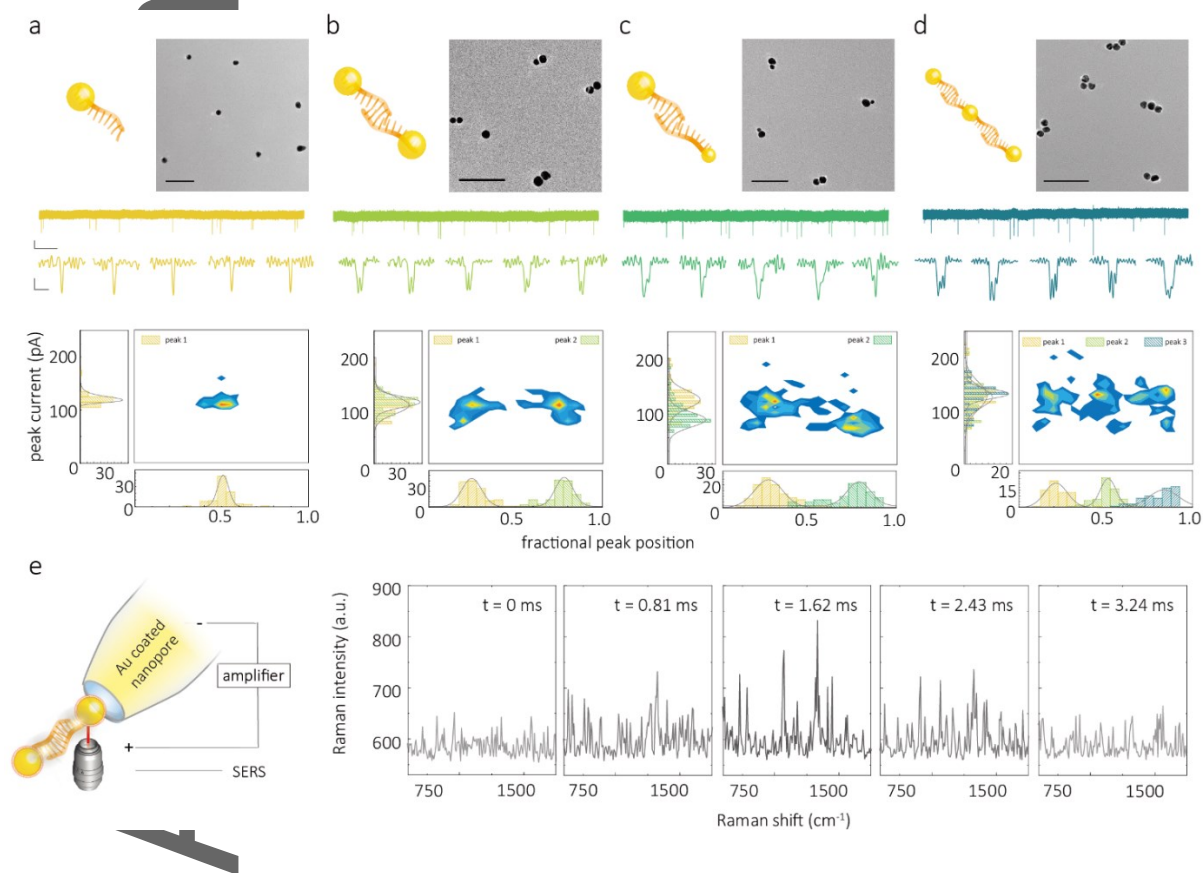 a
b
c
d
peak current (pA)
200
100
0
peak 1
30
30
0
0.5
1.0
200
100
0
peak 1
peak 2
30
30
0
0.5
1.0
200
100
0
peak 1
peak 2
30
20
0
0.5
1.0
200
100
0
peak 1
peak 2
peak 3
20
15
0
0.5
1.0
fractional peak position
e
Au coated
nanopore
-
amplifier
+
SERS
Raman intensity (a.u.)
900
800
700
600
t = 0 ms
t = 0.81 ms
t = 1.62 ms
t = 2.43 ms
t = 3.24 ms
750
1500
750
1500
750
1500
750
1500
750
1500
Raman shift (cm⁻¹)